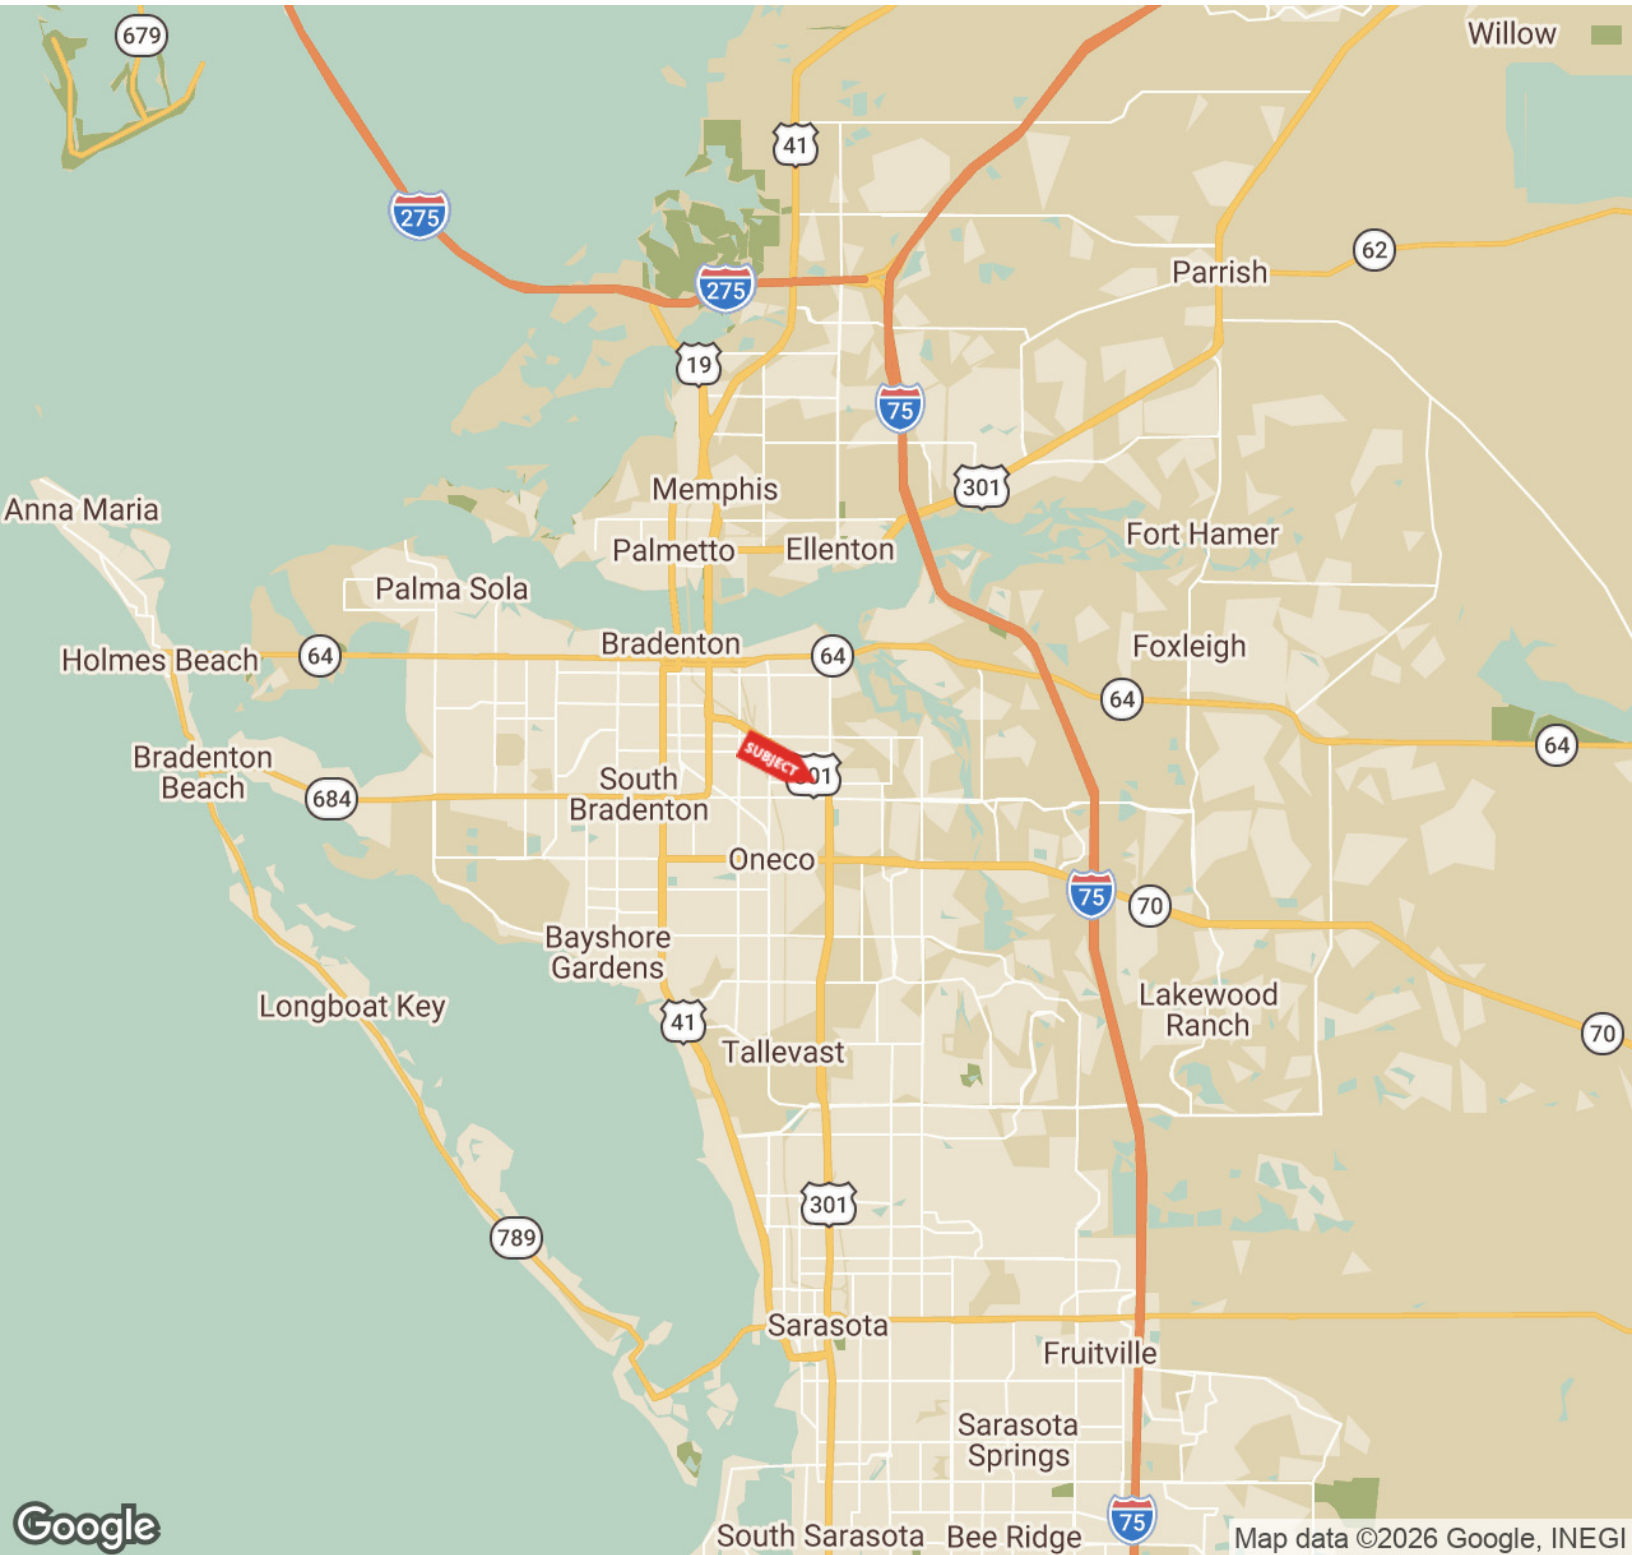 679
Willow
41
275
62
Parrish
275
19
75
301
Memphis
Anna Maria
Fort Hamer
Palmetto
Ellenton
Palma Sola
Bradenton
Foxleigh
Holmes Beach
64
64
64
64
Bradenton
Beach
SUBJECT
01
South
Bradenton
684
Oneco
75
70
Bayshore
Gardens
Longboat Key
Lakewood
Ranch
41
70
Tallevast
301
789
Sarasota
Fruitville
Sarasota
Springs
75
Google
South Sarasota
Bee Ridge
Map data ©2026 Google, INEGI